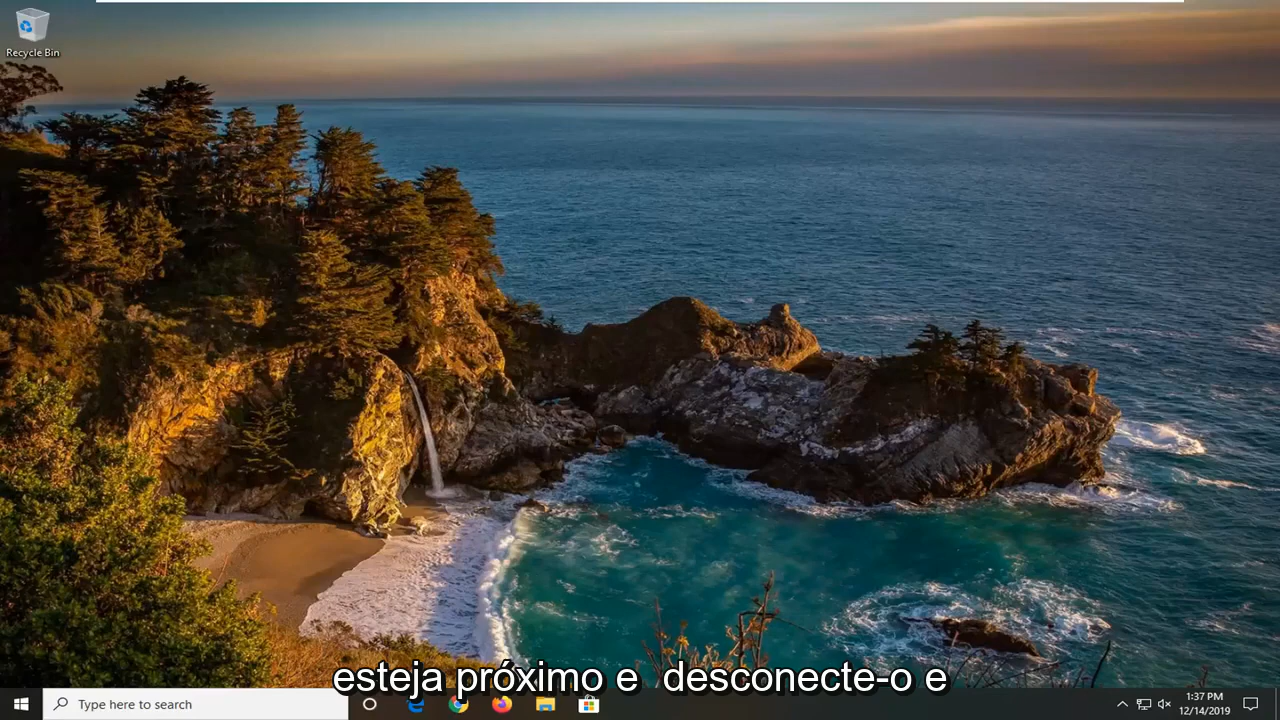 Recycle Bin
esteja próximo e desconecte-o e
Type here to search
1:37 PM
12/14/2019